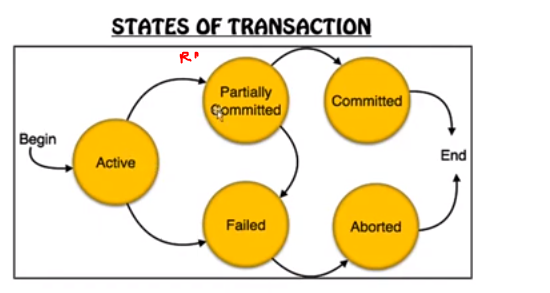 STATES OF TRANSACTION
Partially
Committed
Committed
Begin
Active
End
Failed
Aborted